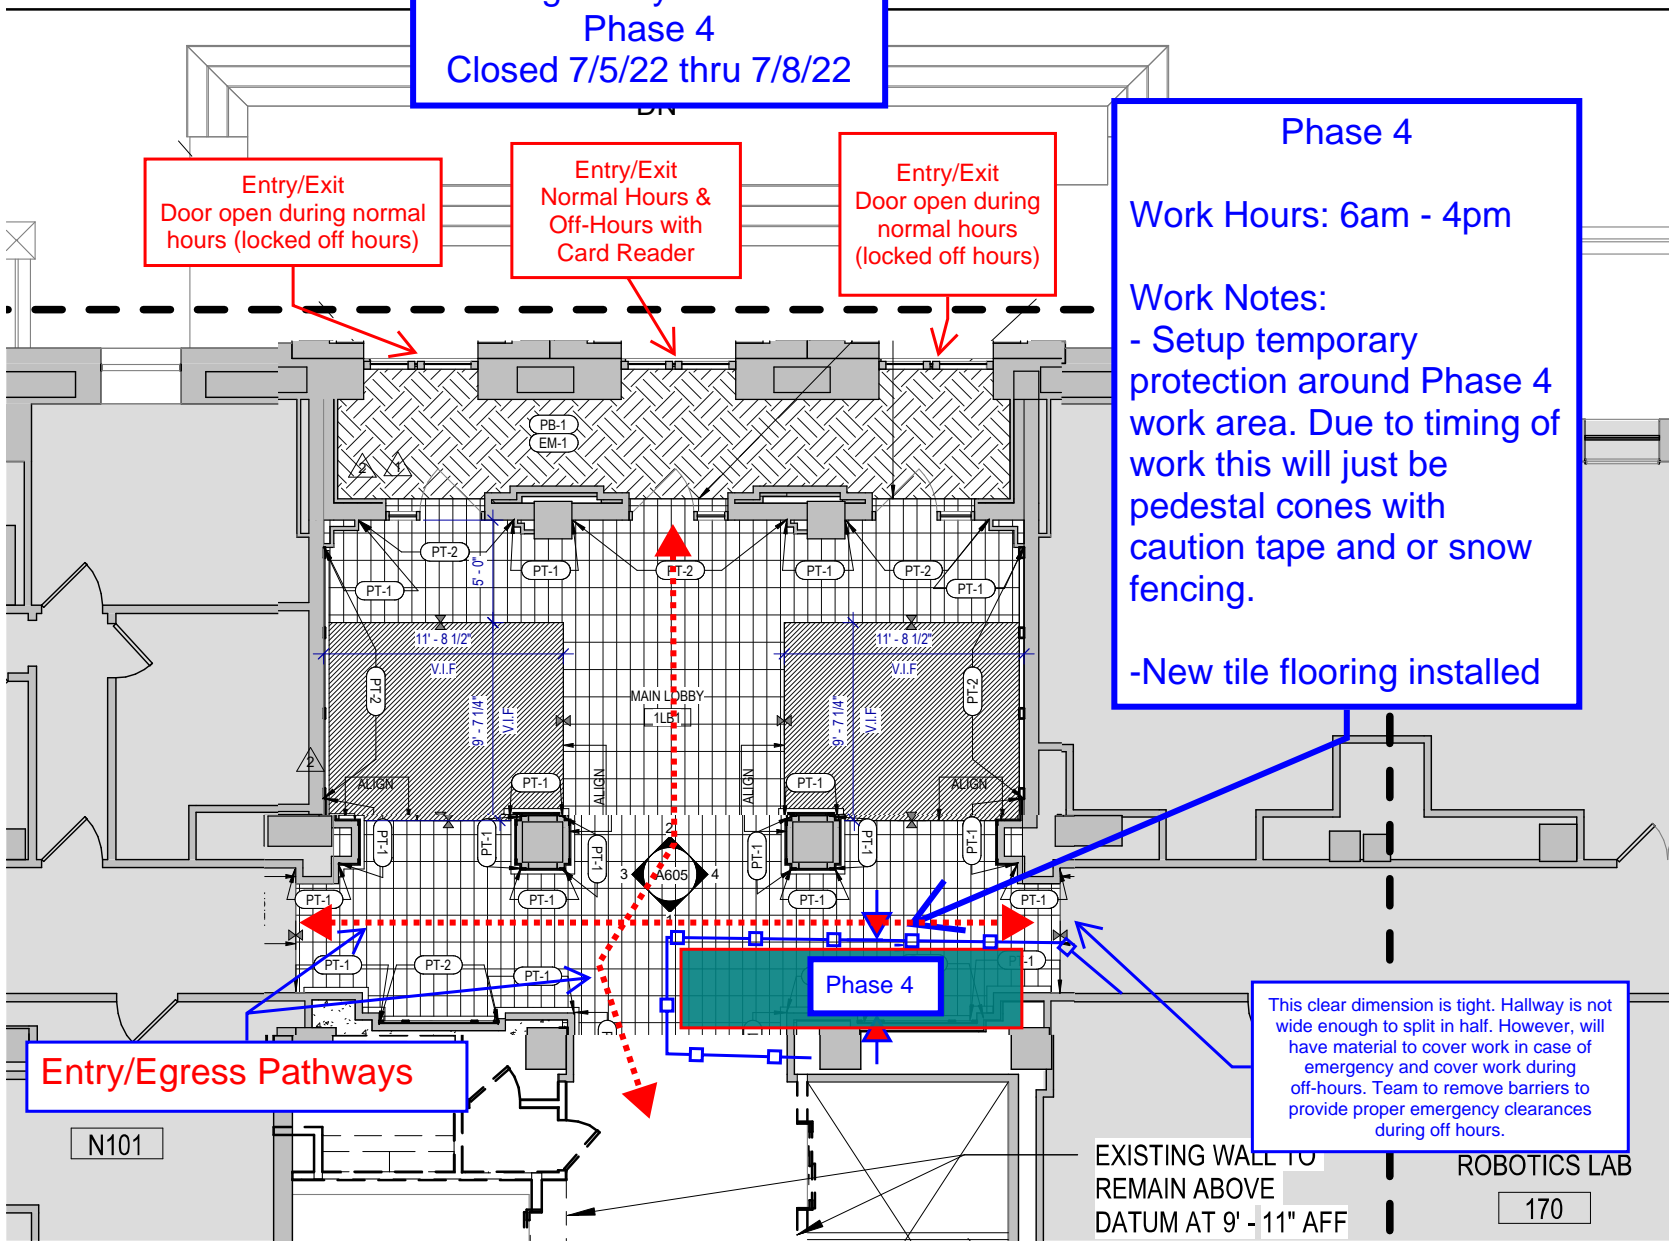 Phase 4
Closed 7/5/22 thru 7/8/22
DN
Entry/Exit
Door open during normal
hours (locked off hours)
Entry/Exit
Normal Hours &
Off-Hours with
Card Reader
Entry/Exit
Door open during
normal hours
(locked off hours)
Phase 4
Work Hours: 6am - 4pm
Work Notes:
- Setup temporary
protection around Phase 4
work area. Due to timing of
work this will just be
pedestal cones with
caution tape and or snow
fencing.
-New tile flooring installed
PB-1
EM-1
2
1
PT-2
PT-1
PT-2
PT-1
PT-2
PT-1
PT-1
5' - 0"
11' - 8 1/2"
V.I.F
11' - 8 1/2"
V.I.F
PT-2
PT-2
9' - 7 1/4"
V.I.F
9' - 7 1/4"
V.I.F
MAIN LOBBY
1LB1
2
ALIGN
PT-1
ALIGN
ALIGN
PT-1
ALIGN
PT-1
PT-1
PT-1
PT-1
PT-1
PT-1
2
3
A605
4
1
PT-1
PT-1
PT-1
PT-1
PT-1
PT-2
PT-1
-1
Phase 4
Entry/Egress Pathways
This clear dimension is tight. Hallway is not
wide enough to split in half. However, will
have material to cover work in case of
emergency and cover work during
off-hours. Team to remove barriers to
provide proper emergency clearances
during off hours.
N101
EXISTING WALL TO
REMAIN ABOVE
DATUM AT 9' - 11" AFF
ROBOTICS LAB
170